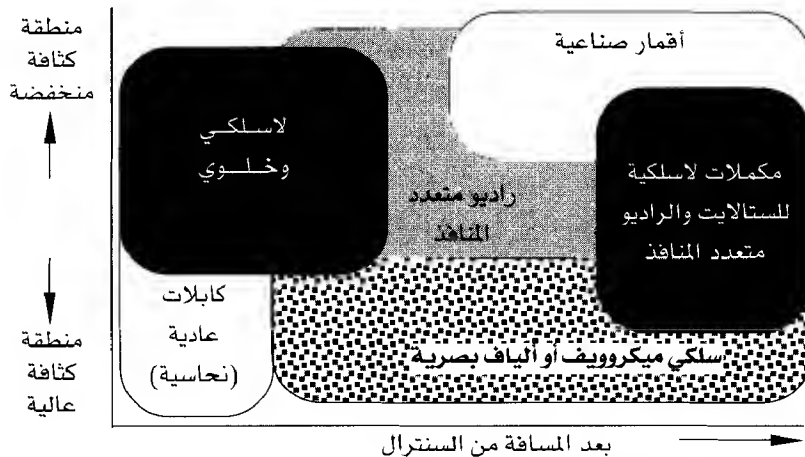 منطقة
كثافة
منخفضة
أقمار صناعية
لاسلكي
وخلوي
مكملات لاسلكية
للستالايت والراديو
متعدد المنافذ
راديو متعدد
المنافذ
كابلات
عادية
(نحاسية)
سلكي ميكروويف أو ألياف بصرية
منطقة
كثافة
عالية
بعد المسافة من السنترال